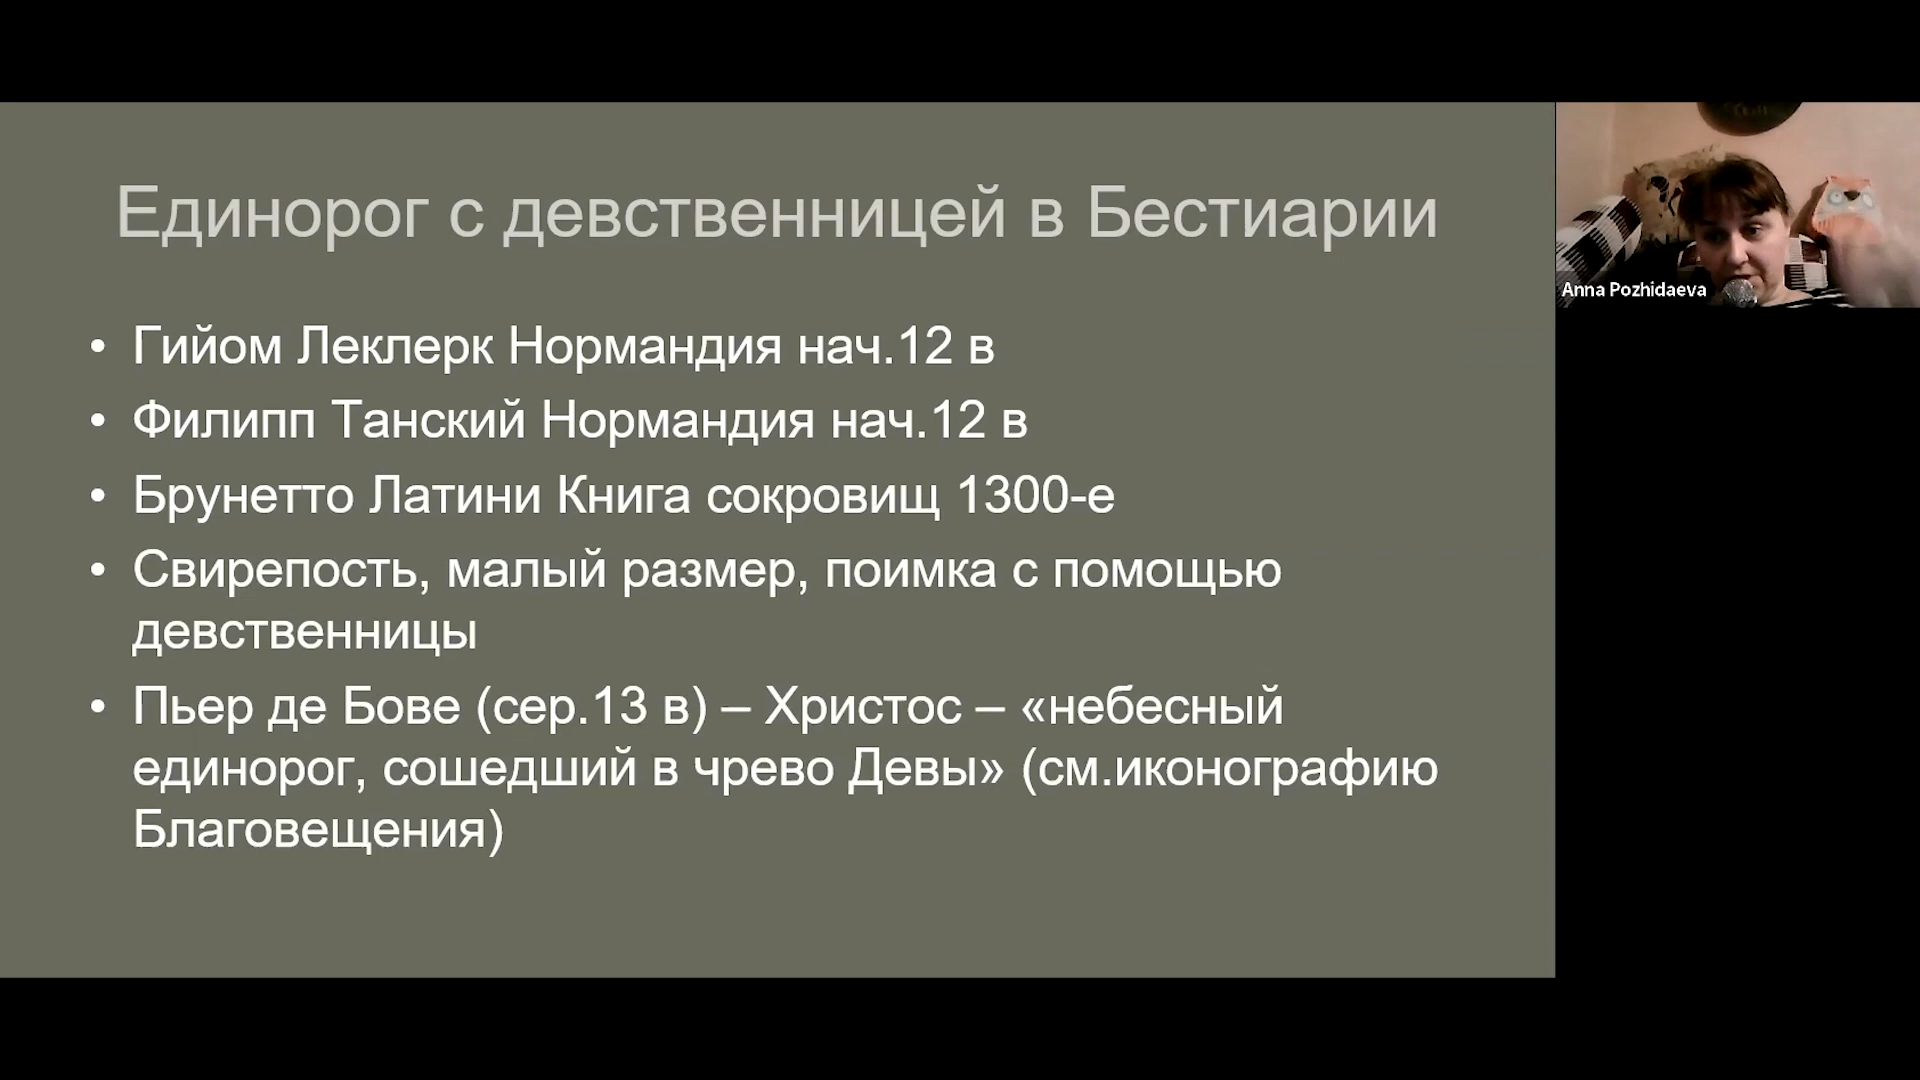 Единорог с девственницей в Бестиарии
• Гийом Леклерк Нормандия нач.12 в
• Филипп Танский Нормандия нач.12 в
• Брунетто Латини Книга сокровищ 1300-е
• Свирепость, малый размер, поимка с помощью
девственницы
• Пьер де Бове (сер.13 в) – Христос – «небесный
единорог, сошедший в чрево Девы» (см.иконографию
Благовещения)
Anna Pozhidaeva